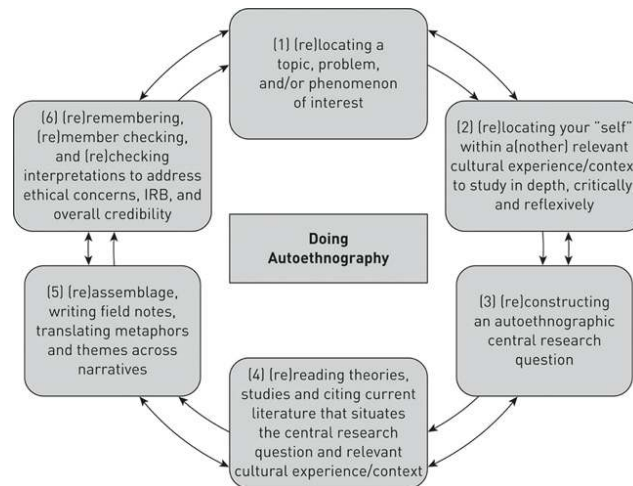 (1) (re)locating a
topic, problem,
and/or phenomenon
of interest
(2) (re)locating your "self"
within a(nother) relevant
cultural experience/context
to study in depth, critically
and reflexively
(3) (re)constructing
an autoethnographic
central research
question
(4) (re)reading theories,
studies and citing current
literature that situates
the central research
question and relevant
cultural experience/context
(5) (re)assemblage,
writing field notes,
translating metaphors
and themes across
narratives
(6) (re)remembering,
(re)member checking,
and (re)checking
interpretations to address
ethical concerns, IRB, and
overall credibility
Doing
Autoethnography